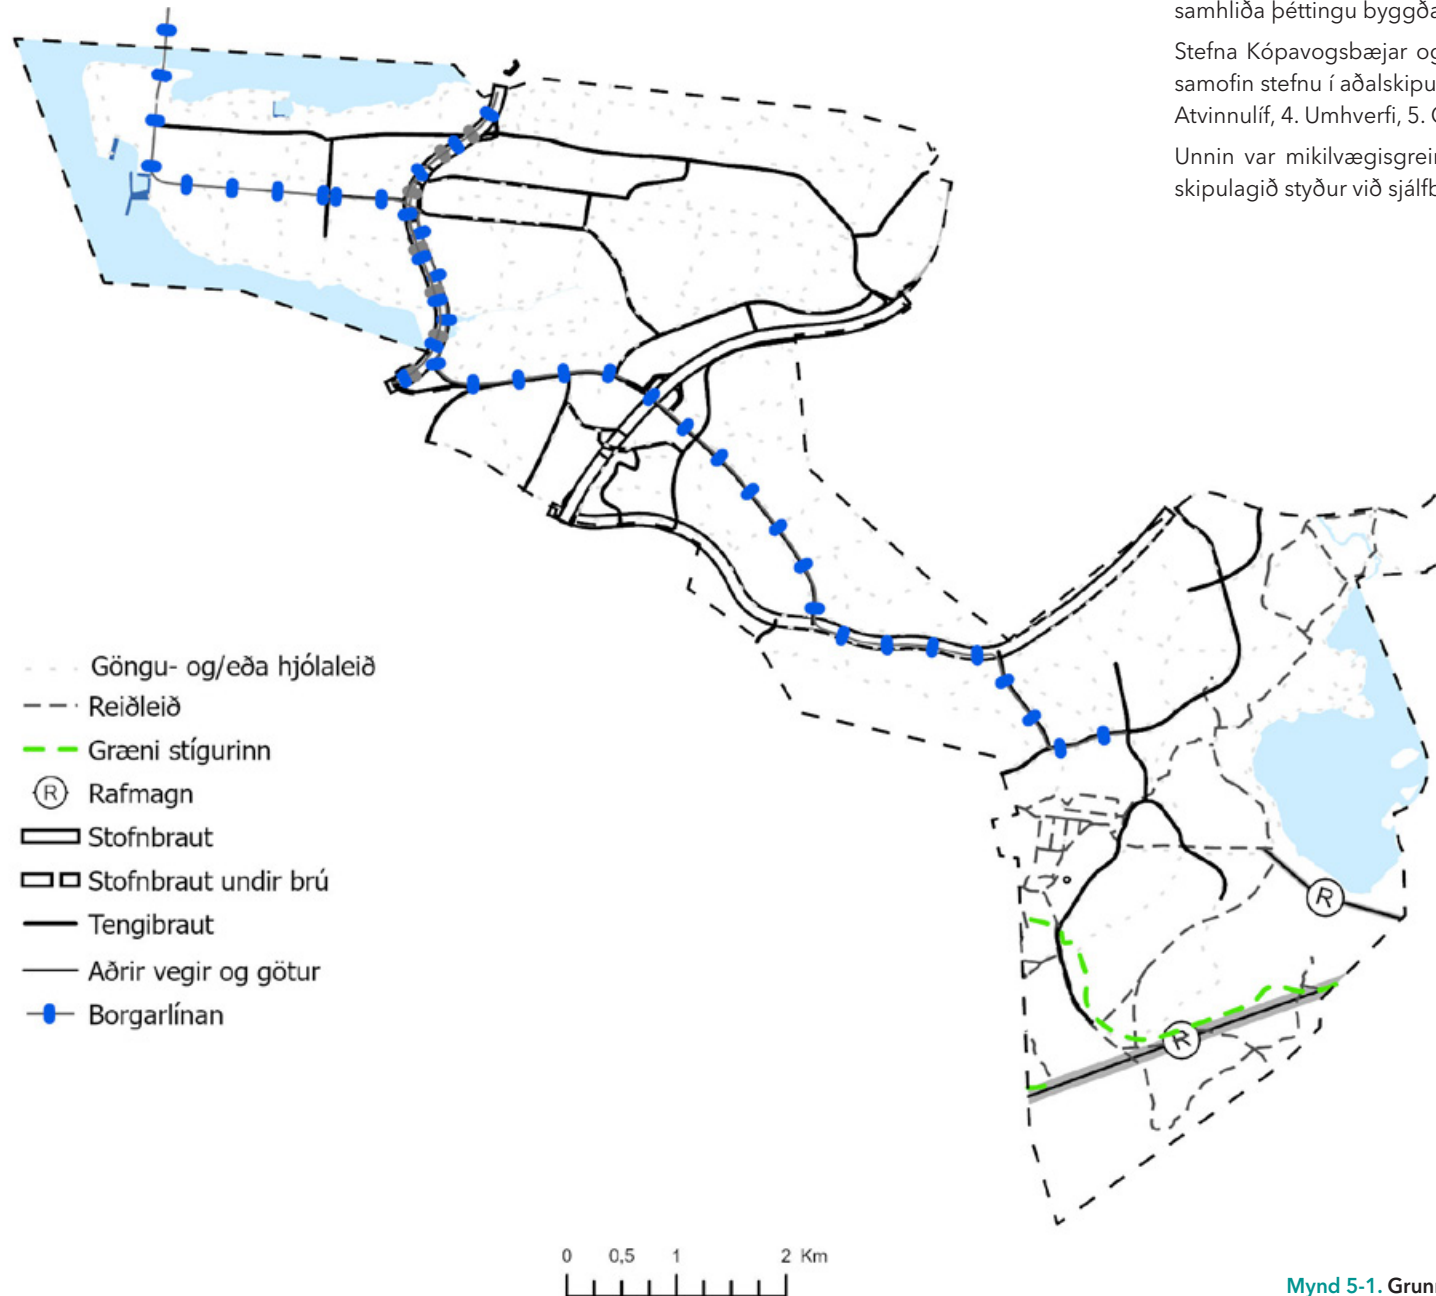 samhliða þéttingu byggða
Stefna Kópavogsbæjar og
samofin stefnu í aðalskipu
Atvinnulíf, 4. Umhverfi, 5. G
Unnin var mikilvægisgrein
skipulagið styður við sjálfb
Göngu- og/eða hjólaleið
Reiðleið
Græni stígurinn
R Rafmagn
Stofnbraut
Stofnbraut undir brú
Tengibraut
Aðrir vegir og götur
Borgarlínan
R
R
0 0,5 1 2 Km
Mynd 5-1. Grunn